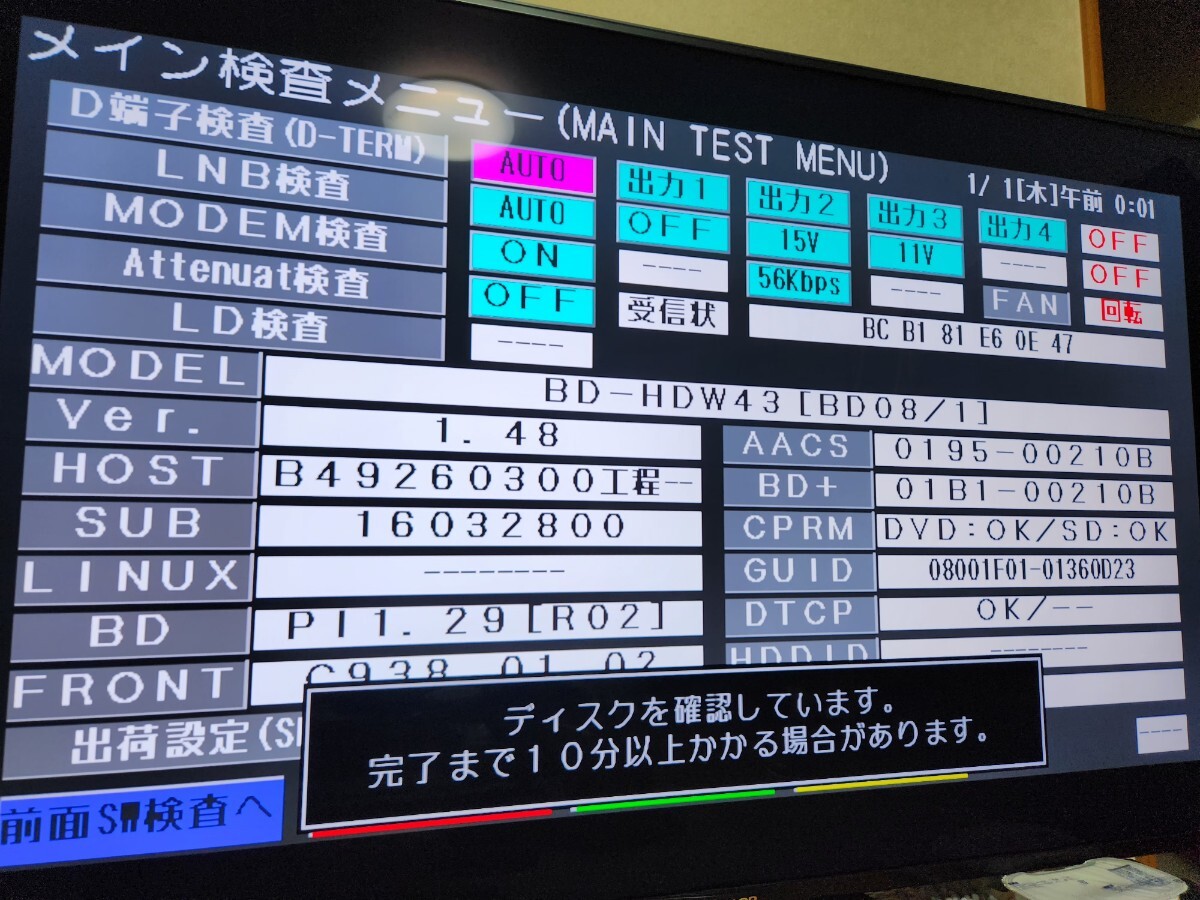 メイン検査メニュー(MAIN TEST MENU)
1/ 1[木]午前 0:01
D端子検査(D-TERM) AUTO 出力1 出力2 出力3 出力4 OFF
LNB検査 AUTO OFF 15V 11V ---- OFF
MODEM検査 ON ---- 56Kbps ---- FAN 回転
Attenuat検査 OFF 受信状 BC B1 81 E6 0E 47
LD検査 ----
MODEL BD-HDW43[BD08/1]
Ver. 1.48 AACS 0195-00210B
HOST B49260300工程-- BD+ 01B1-00210B
SUB 16032800 CPRM DVD:OK/SD:OK
LINUX -------- GUID 08001F01-01360D23
BD PI1.29[R02] DTCP OK/--
FRONT C938 01 02 HDDID --------
出荷設定(S ----
ディスクを確認しています。
完了まで10分以上かかる場合があります。
前面SW検査へ